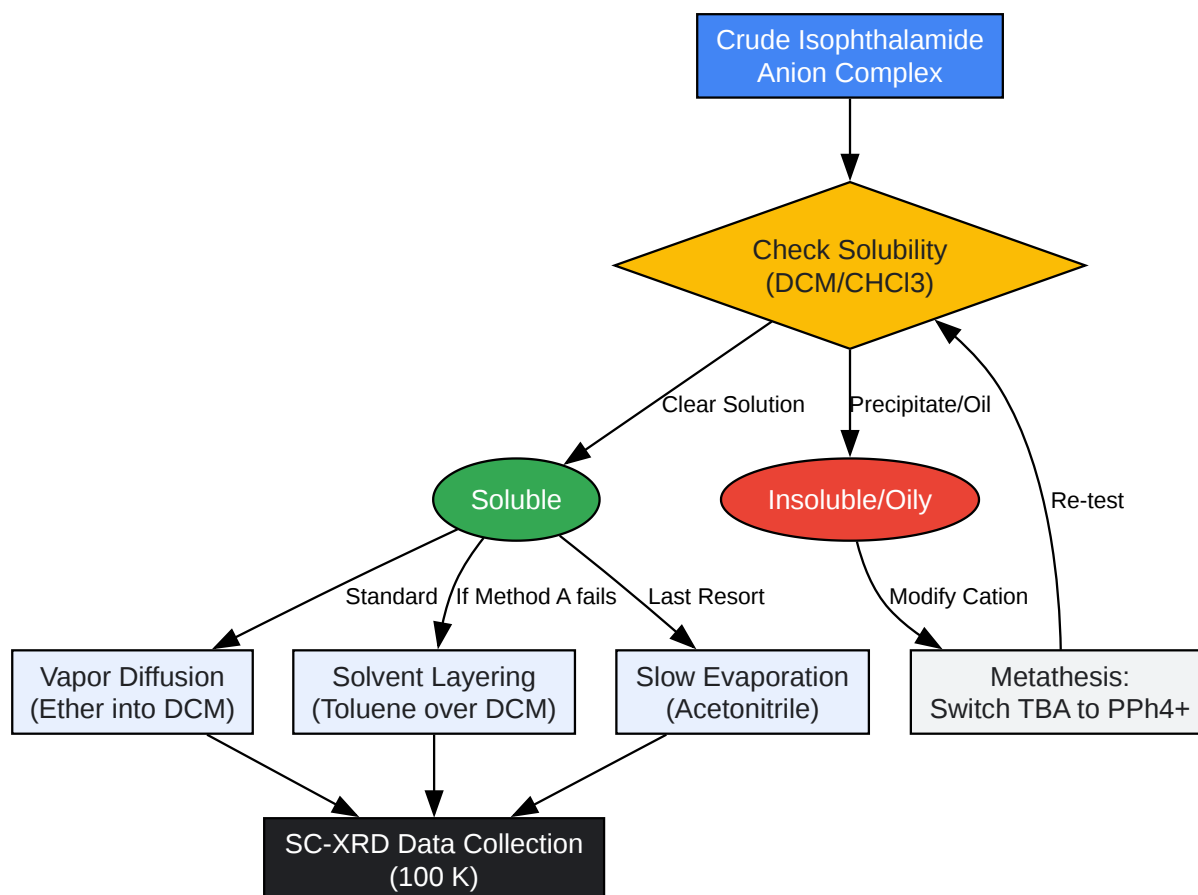 Crude Isophthalamide
Anion Complex
Check Solubility
(DCM/CHCl3)
Clear Solution
Precipitate/Oil
Soluble
Insoluble/Oily
Re-test
Standard
If Method A fails
Last Resort
Modify Cation
Vapor Diffusion
(Ether into DCM)
Solvent Layering
(Toluene over DCM)
Slow Evaporation
(Acetonitrile)
Metathesis:
Switch TBA to PPh4+
SC-XRD Data Collection
(100 K)